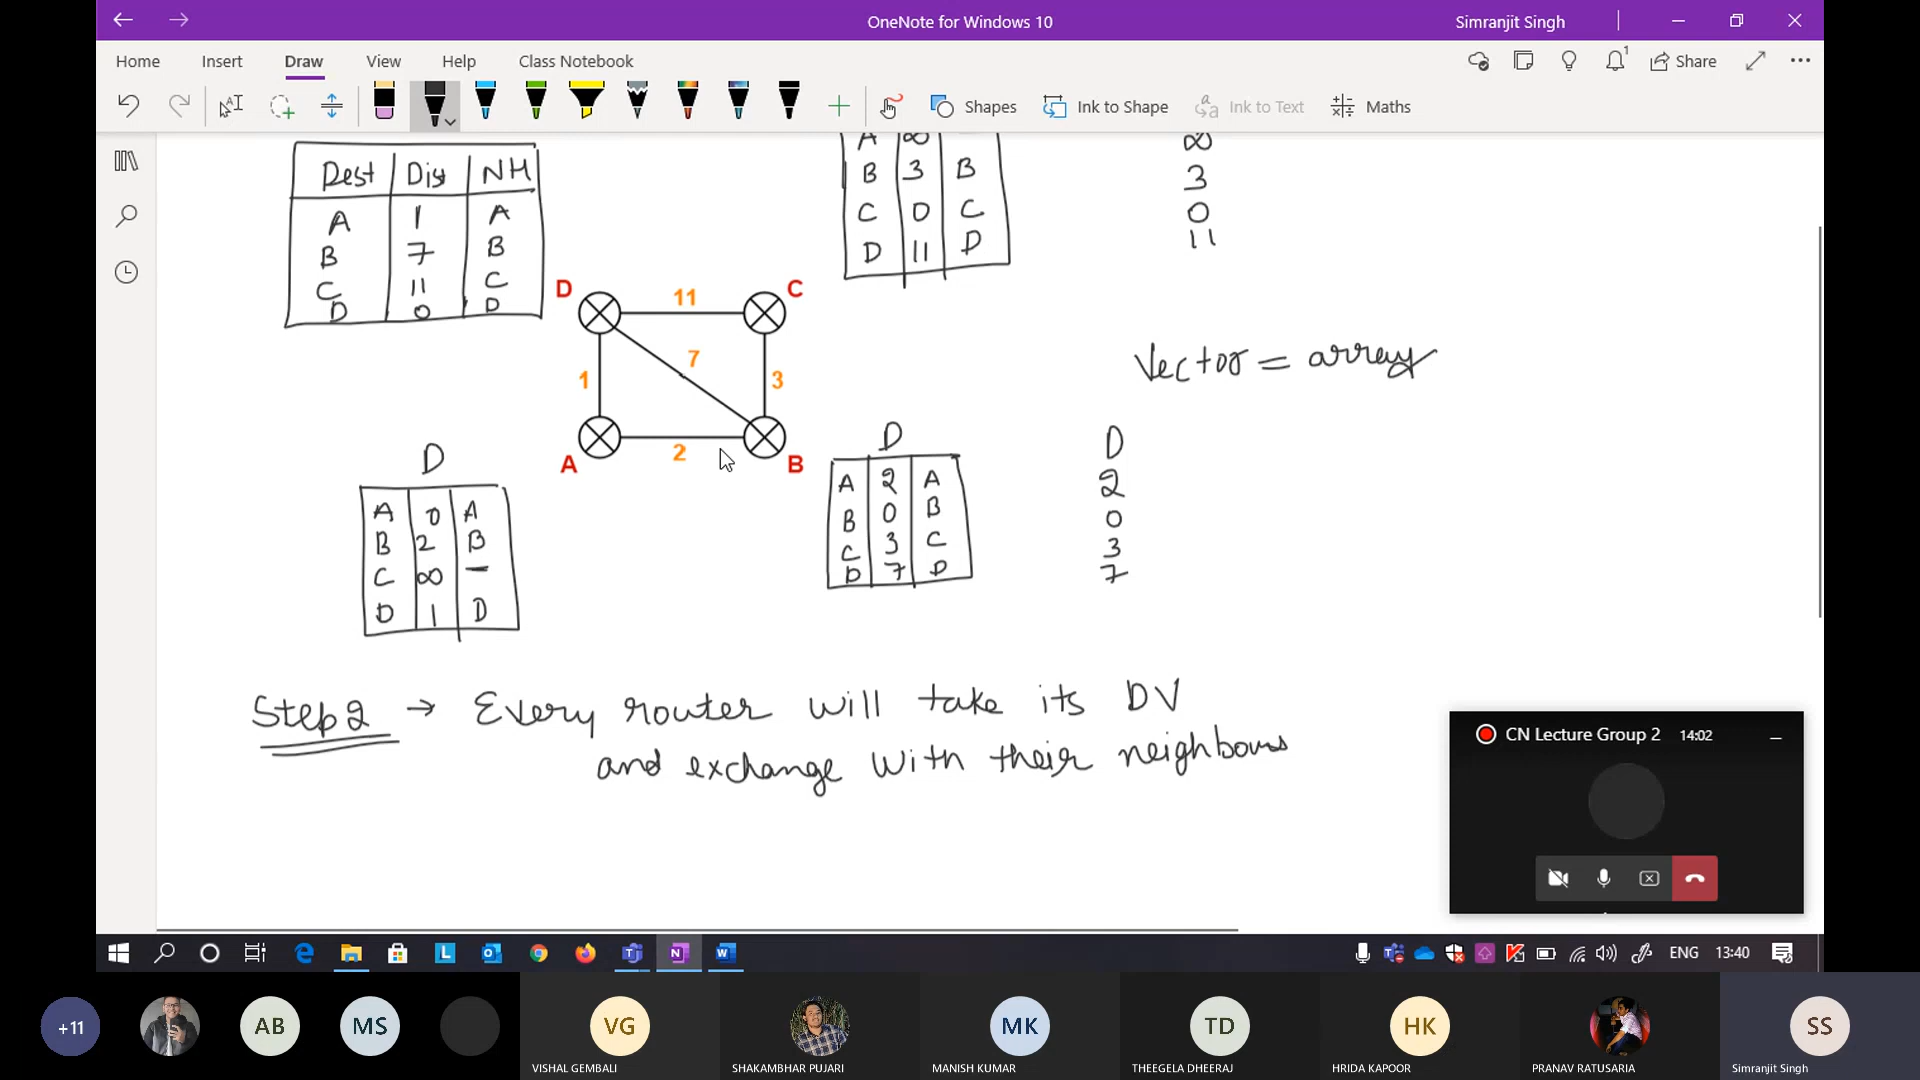 OneNote for Windows 10
Simranjit Singh
Home Insert Draw View Help Class Notebook
Share
Shapes Ink to Shape Ink to Text Maths
Dest Dist NH
A 1 A
B 7 B
C 11 C
D 0 D
A ∞
B 3 B
C 0 C
D 11 D
∞
3
0
11
D 11 C
7
1 3
A 2 B
Vector = array
D
A 0 A
B 2 B
C ∞ –
D 1 D
D
A 2 A
B 0 B
C 3 C
D 7 D
D
2
0
3
7
Step2 → Every router will take its DV
and exchange with their neighbours
CN Lecture Group 2 14:02
ENG 13:40
+11
AB
MS
VG
VISHAL GEMBALI
SHAKAMBHAR PUJARI
MK
MANISH KUMAR
TD
THEEGELA DHEERAJ
HK
HRIDA KAPOOR
PRANAV RATUSARIA
SS
Simranjit Singh